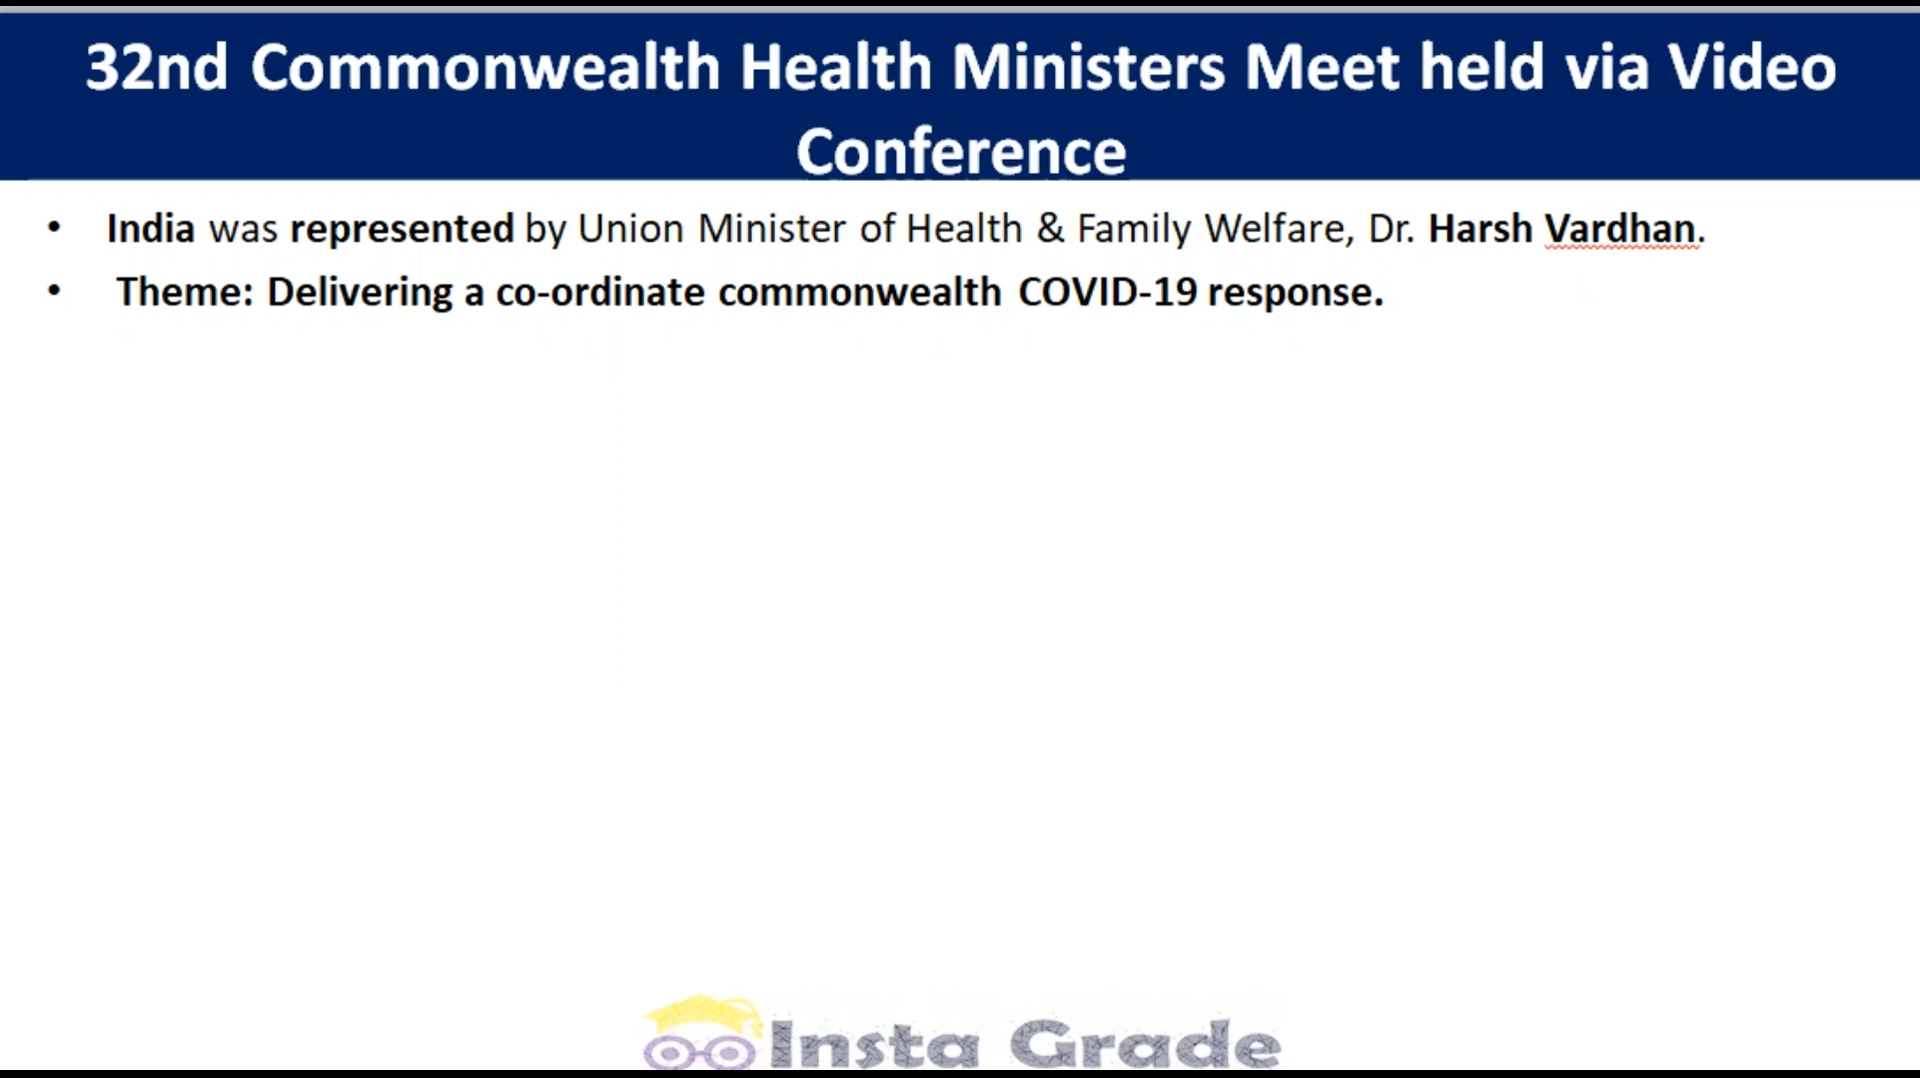 32nd Commonwealth Health Ministers Meet held via Video
Conference
• India was represented by Union Minister of Health & Family Welfare, Dr. Harsh Vardhan.
• Theme: Delivering a co-ordinate commonwealth COVID-19 response.
Insta Grade